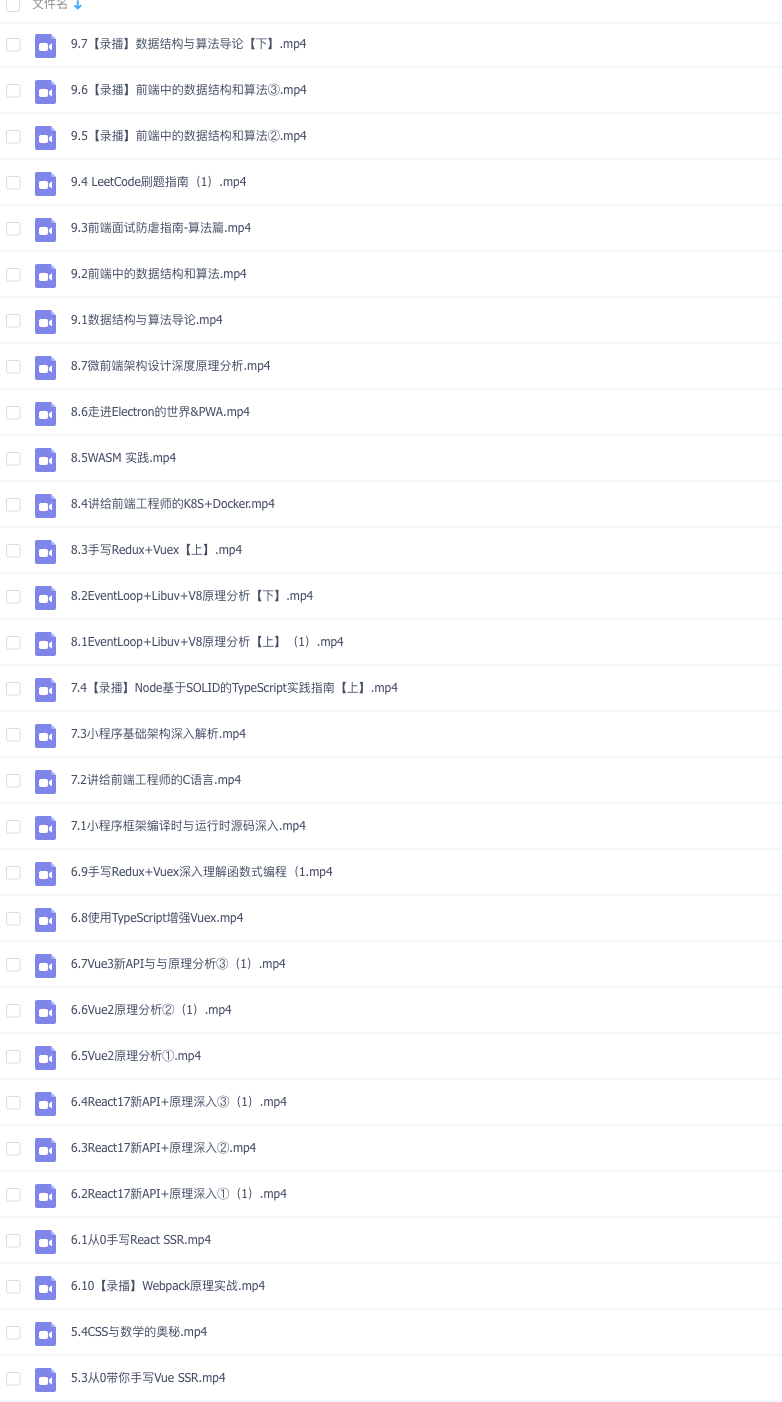 文件名
9.7【录播】数据结构与算法导论【下】.mp4
9.6【录播】前端中的数据结构和算法③.mp4
9.5【录播】前端中的数据结构和算法②.mp4
9.4 LeetCode刷题指南（1）.mp4
9.3前端面试防虐指南-算法篇.mp4
9.2前端中的数据结构和算法.mp4
9.1数据结构与算法导论.mp4
8.7微前端架构设计深度原理分析.mp4
8.6走进Electron的世界&PWA.mp4
8.5WASM 实践.mp4
8.4讲给前端工程师的K8S+Docker.mp4
8.3手写Redux+Vuex【上】.mp4
8.2EventLoop+Libuv+V8原理分析【下】.mp4
8.1EventLoop+Libuv+V8原理分析【上】（1）.mp4
7.4【录播】Node基于SOLID的TypeScript实践指南【上】.mp4
7.3小程序基础架构深入解析.mp4
7.2讲给前端工程师的C语言.mp4
7.1小程序框架编译时与运行时源码深入.mp4
6.9手写Redux+Vuex深入理解函数式编程（1.mp4
6.8使用TypeScript增强Vuex.mp4
6.7Vue3新API与与原理分析③（1）.mp4
6.6Vue2原理分析②（1）.mp4
6.5Vue2原理分析①.mp4
6.4React17新API+原理深入③（1）.mp4
6.3React17新API+原理深入②.mp4
6.2React17新API+原理深入①（1）.mp4
6.1从0手写React SSR.mp4
6.10【录播】Webpack原理实战.mp4
5.4CSS与数学的奥秘.mp4
5.3从0带你手写Vue SSR.mp4